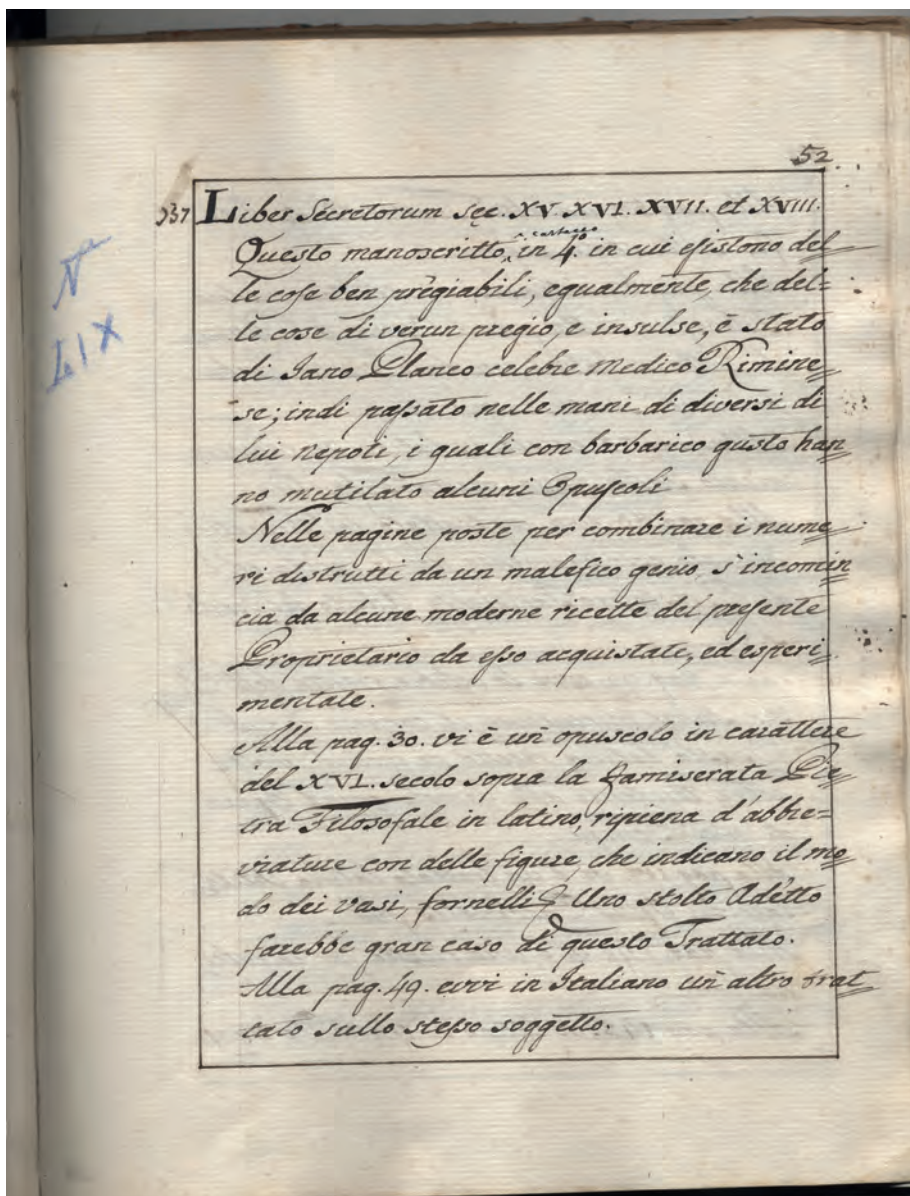 52
937 Liber Secretorum sec. XV. XVI. XVII. et XVIII.
cartaceo
Questo manoscritto, in 4.to in cui esistono del=
le cose ben pregiabili, egualmente, che del=
le cose di verun pregio, e insulse, è stato
di Jano Planco celebre Medico Rimine=
se; indi passato nelle mani di diversi di
lui nepoti, i quali con barbarico gusto han=
no mutilato alcuni Opuscoli
Nelle pagine poste per combinare i nume=
ri distrutti da un malefico genio, s'incomin=
cia da alcune moderne ricette del presente
Proprietario da esso acquistate, ed esperi=
mentate.
Alla pag. 30. vi è un opuscolo in carattere
del XVI. secolo sopra la famiserata Pie=
tra Filosofale in latino, ripiena d'abbre=
viature con delle figure, che indicano il mo=
do dei vasi, fornelli & Uno stolto Adetto
farebbe gran caso di questo Trattato.
Alla pag. 49. evvi in Italiano un altro trat=
tato sullo stesso soggetto.
N
LIX